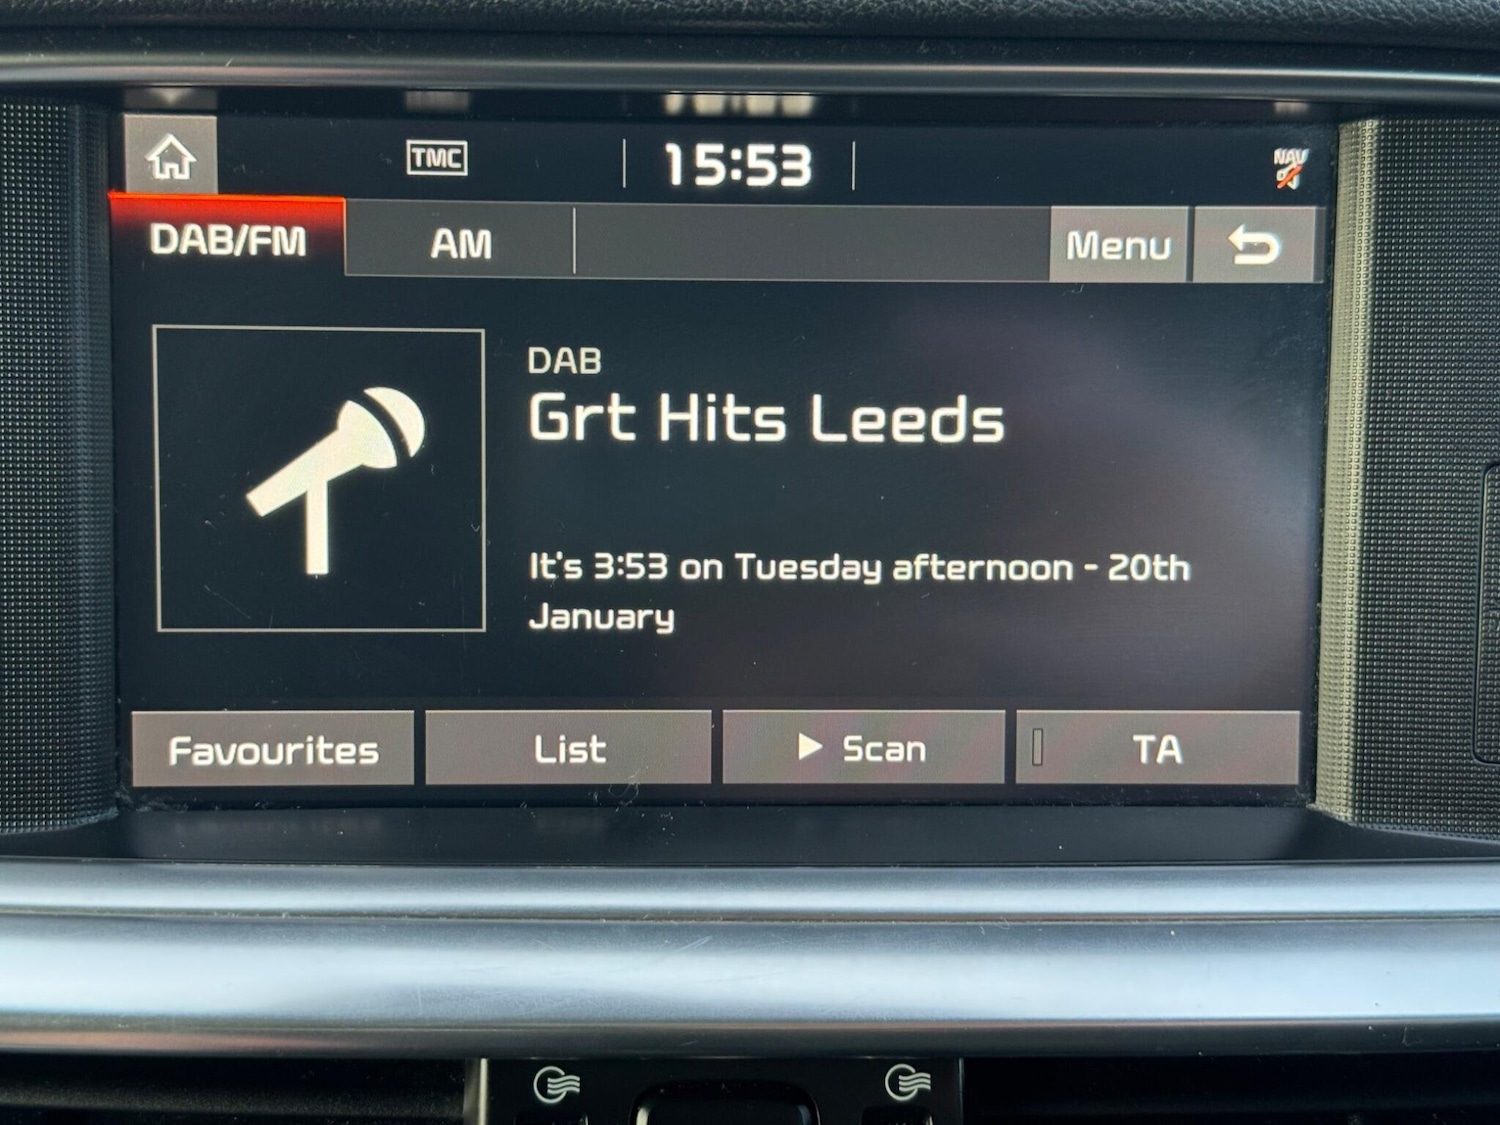 TMC
15:53
NAV
DAB/FM
AM
Menu
DAB
Grt Hits Leeds
It's 3:53 on Tuesday afternoon - 20th
January
Favourites
List
Scan
TA